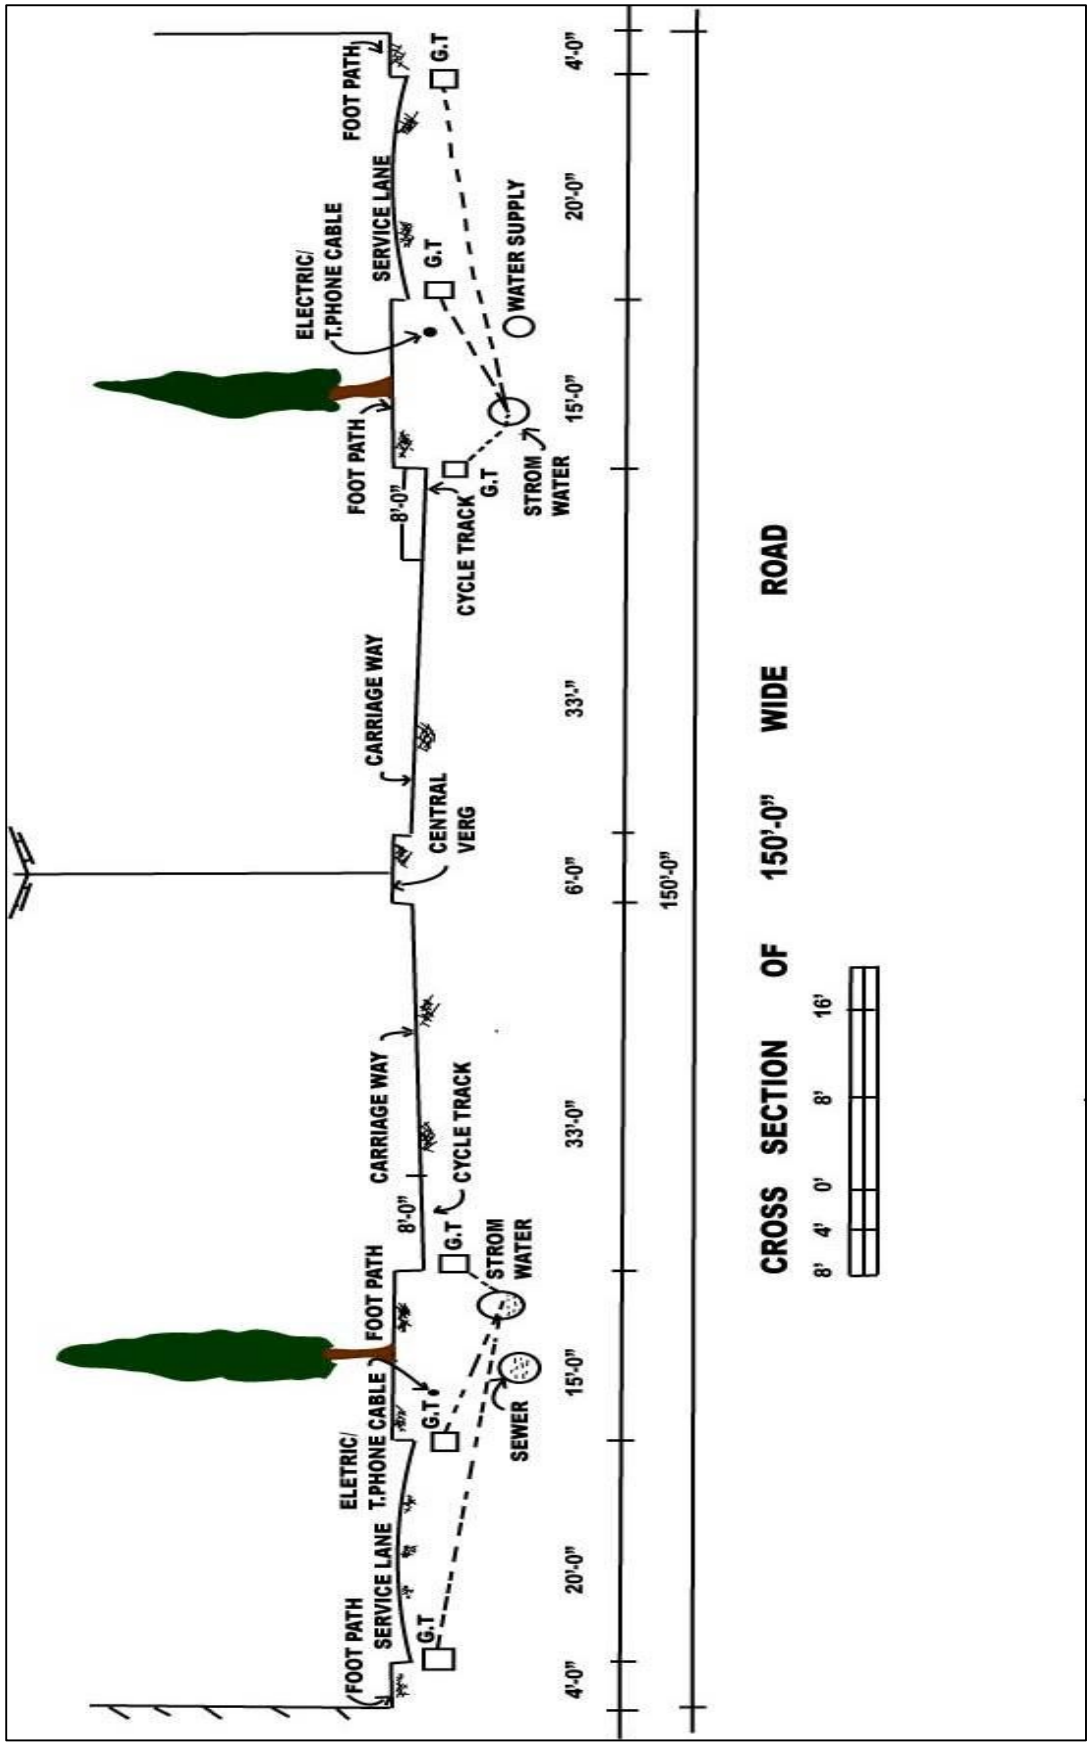 ELECTRIC/
T.PHONE CABLE
FOOT PATH
ELETRIC/
T.PHONE CABLE
FOOT PATH
FOOT PATH
SERVICE LANE
FOOT PATH
CARRIAGE WAY
CARRIAGE WAY
SERVICE LANE
8'-0"
8'-0"
G.T
G.T
G.T
CYCLE TRACK
CENTRAL
VERG
CYCLE TRACK
G.T
G.T
G.T
SEWER
STROM
WATER
STROM
WATER
WATER SUPPLY
4'-0" 20'-0" 15'-0" 33'-0" 6'-0" 33'-" 15'-0" 20'-0" 4'-0"
150'-0"
CROSS SECTION OF 150'-0" WIDE ROAD
8' 4' 0' 8' 16'